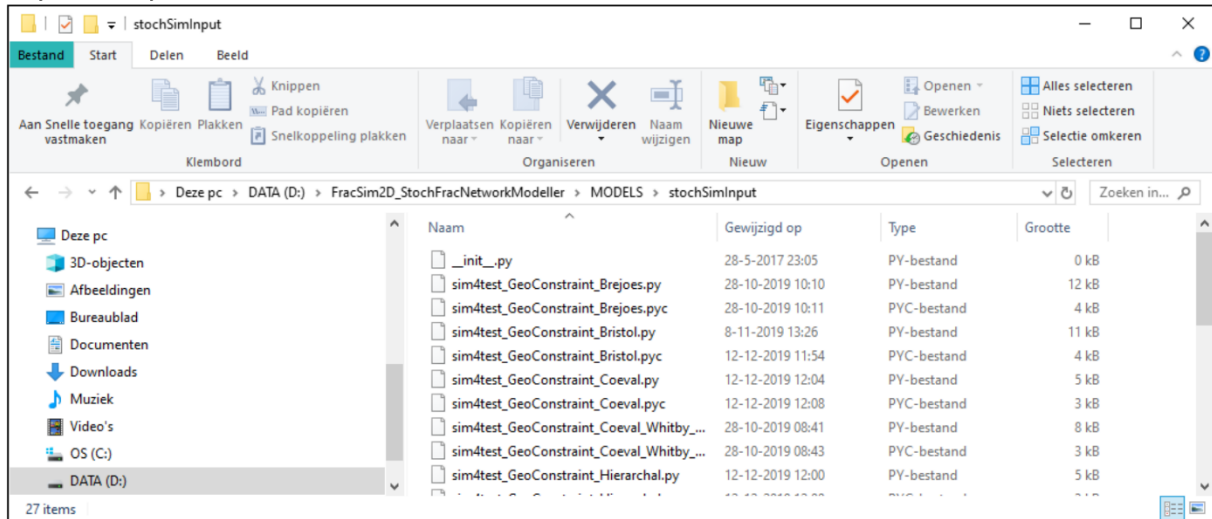 stochSimInput
Bestand Start Delen Beeld
Aan Snelle toegang vastmaken
Kopiëren
Plakken
Knippen
Pad kopiëren
Snelkoppeling plakken
Klembord
Verplaatsen naar
Kopiëren naar
Verwijderen
Naam wijzigen
Organiseren
Nieuwe map
Nieuw
Eigenschappen
Openen
Bewerken
Geschiedenis
Openen
Alles selecteren
Niets selecteren
Selectie omkeren
Selecteren
Deze pc > DATA (D:) > FracSim2D_StochFracNetworkModeller > MODELS > stochSimInput
Zoeken in...
Deze pc
3D-objecten
Afbeeldingen
Bureaublad
Documenten
Downloads
Muziek
Video's
OS (C:)
DATA (D:)
Naam Gewijzigd op Type Grootte
__init__.py 28-5-2017 23:05 PY-bestand 0 kB
sim4test_GeoConstraint_Brejoes.py 28-10-2019 10:10 PY-bestand 12 kB
sim4test_GeoConstraint_Brejoes.pyc 28-10-2019 10:11 PYC-bestand 4 kB
sim4test_GeoConstraint_Bristol.py 8-11-2019 13:26 PY-bestand 11 kB
sim4test_GeoConstraint_Bristol.pyc 12-12-2019 11:54 PYC-bestand 4 kB
sim4test_GeoConstraint_Coeval.py 12-12-2019 12:04 PY-bestand 5 kB
sim4test_GeoConstraint_Coeval.pyc 12-12-2019 12:08 PYC-bestand 3 kB
sim4test_GeoConstraint_Coeval_Whitby_... 28-10-2019 08:41 PY-bestand 8 kB
sim4test_GeoConstraint_Coeval_Whitby_... 28-10-2019 08:43 PYC-bestand 3 kB
sim4test_GeoConstraint_Hierarchal.py 12-12-2019 12:00 PY-bestand 5 kB
27 items